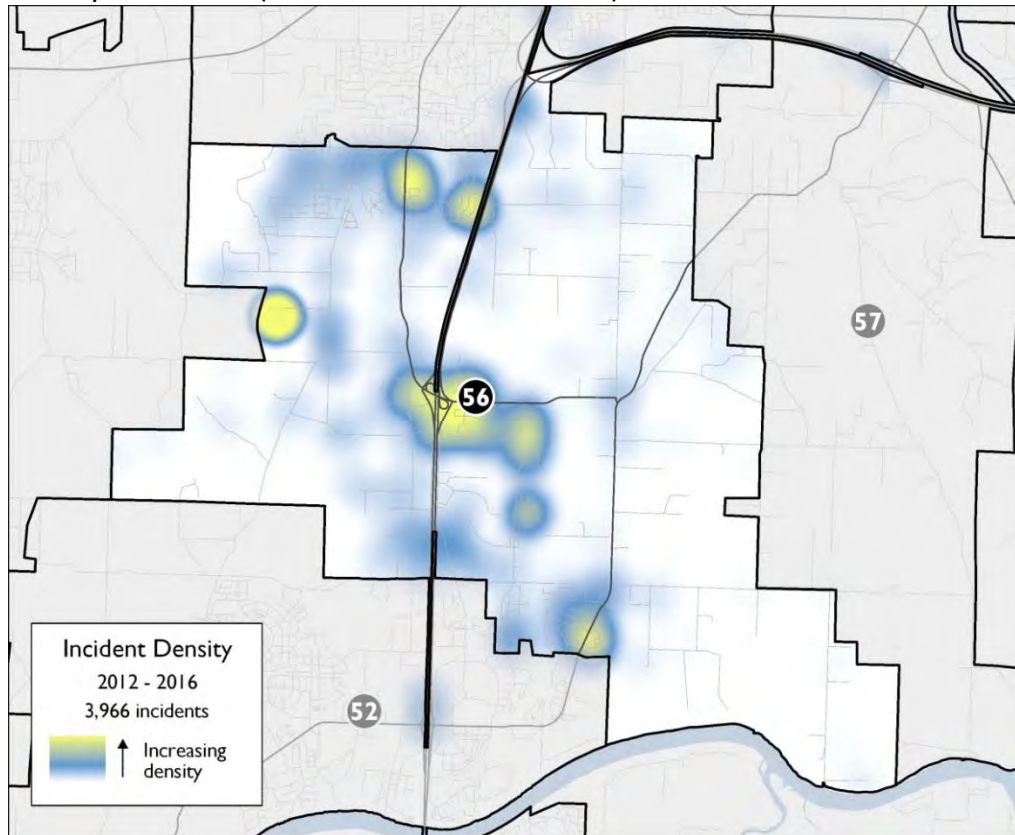 56
57
52
Incident Density
2012 - 2016
3,966 incidents
Increasing
density